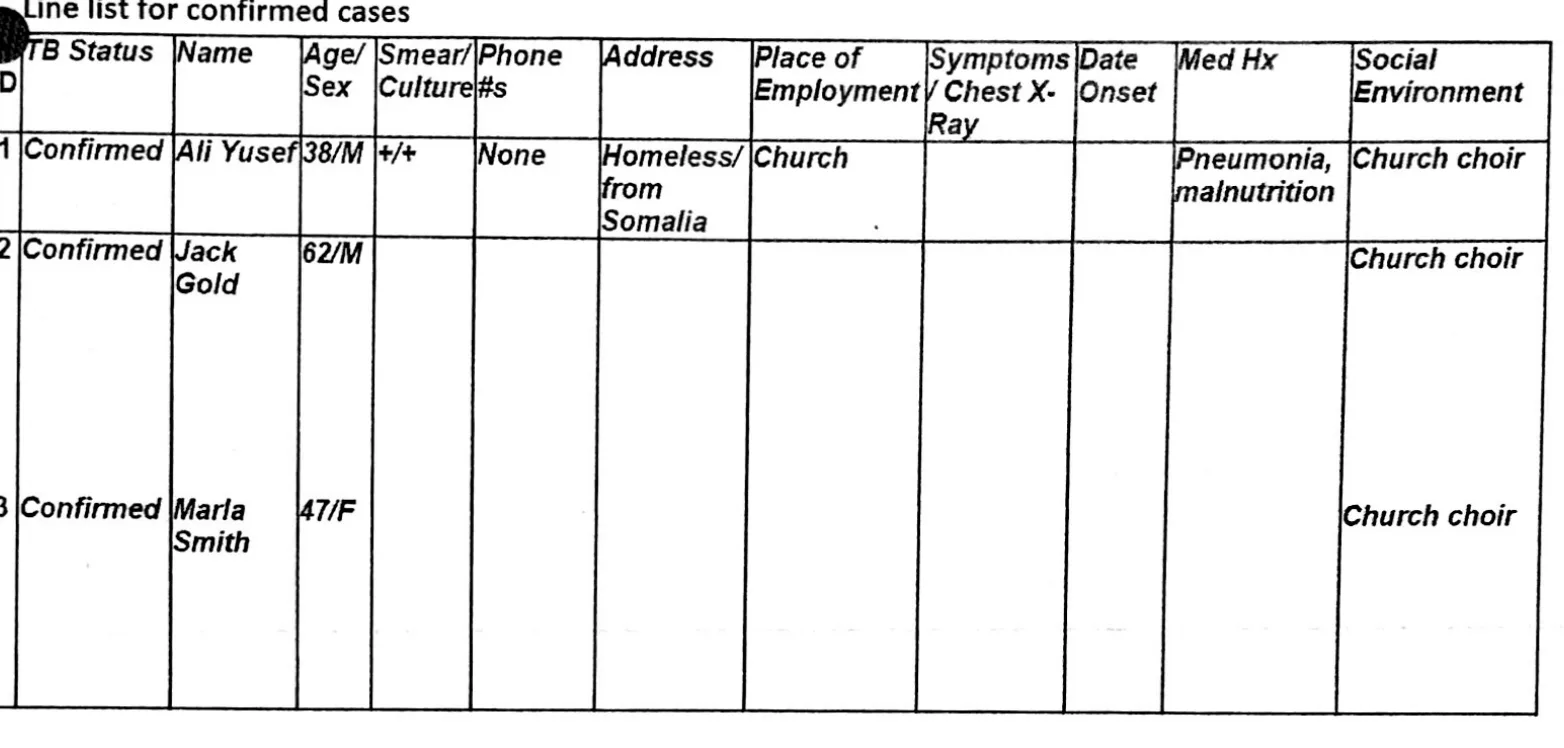 Line list for confirmed cases
D TB Status Name Age/ Sex Smear/ Culture Phone #s Address Place of Employment Symptoms / Chest X- Ray Date Onset Med Hx Social Environment
1 Confirmed Ali Yusef 38/M +/+ None Homeless/ from Somalia Church Pneumonia, malnutrition Church choir
2 Confirmed Jack Gold 62/M Church choir
3 Confirmed Marla Smith 47/F Church choir